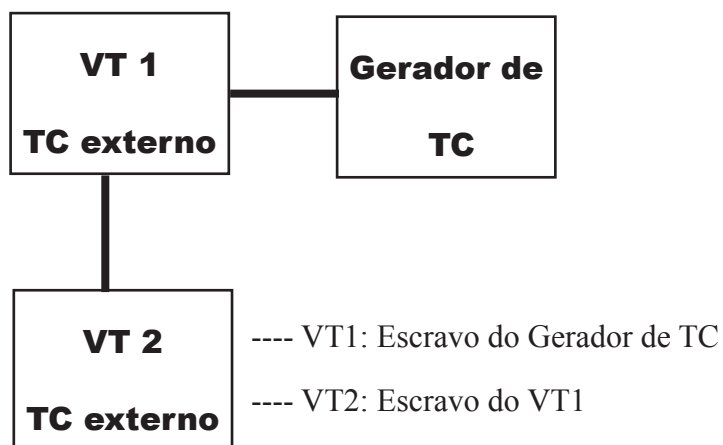 VT 1
TC externo
Gerador de
TC
VT 2
TC externo
---- VT1: Escravo do Gerador de TC
---- VT2: Escravo do VT1